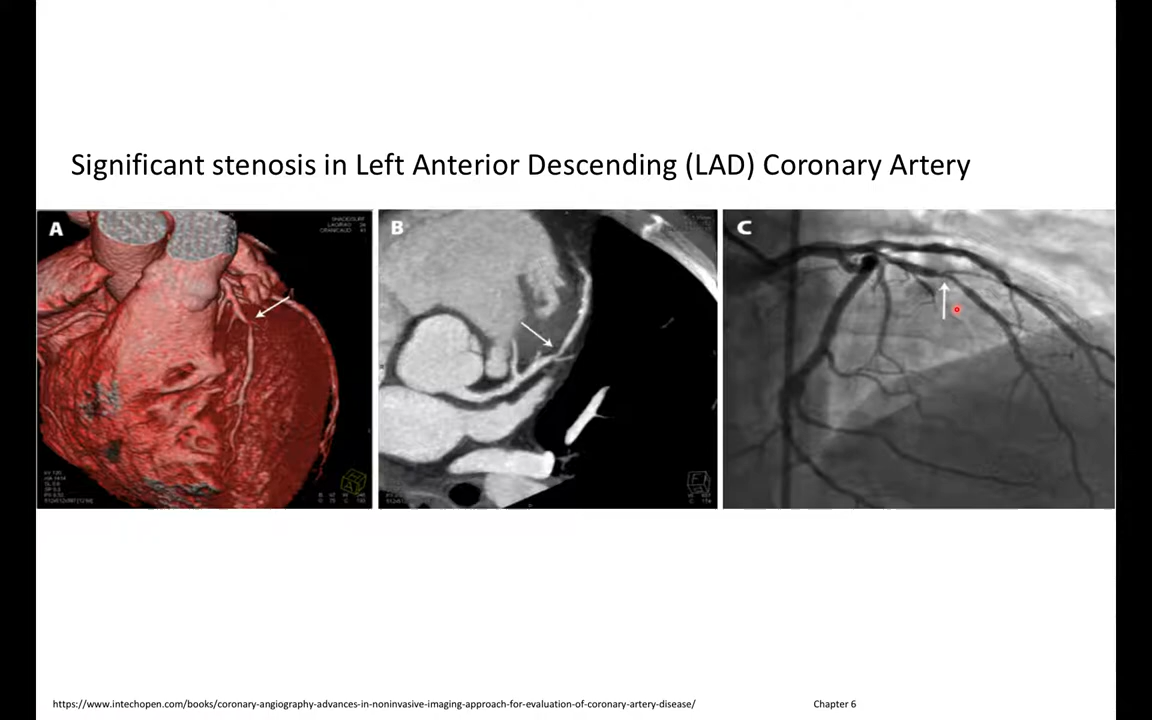 Significant stenosis in Left Anterior Descending (LAD) Coronary Artery
A
B
C
https://www.intechopen.com/books/coronary-angiography-advances-in-noninvasive-imaging-approach-for-evaluation-of-coronary-artery-disease/
Chapter 6